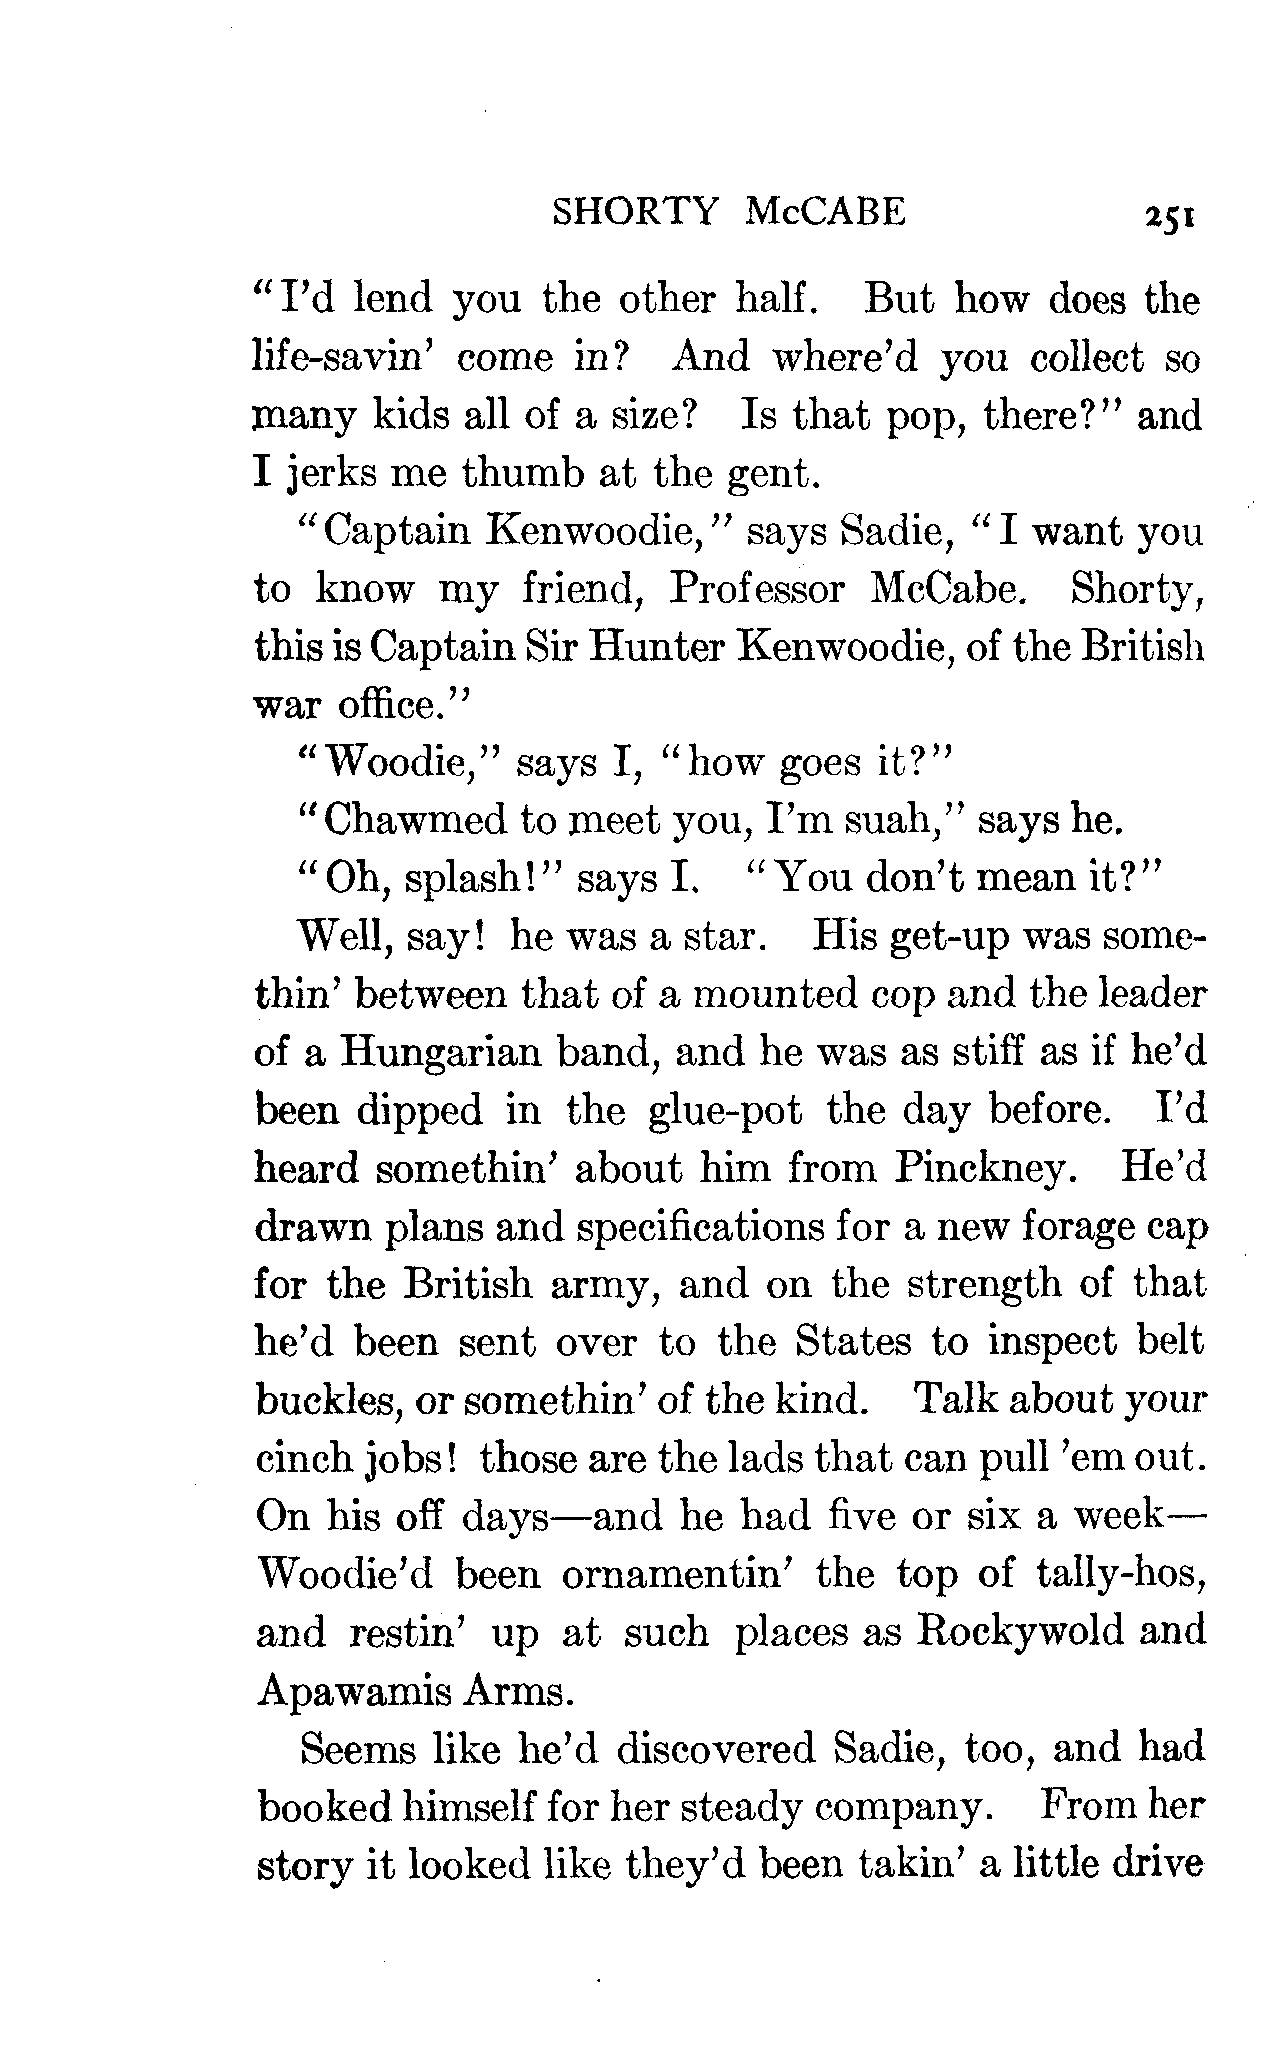 SHORTY McCABE 251
"I'd lend you the other half. But how does the
life-savin' come in? And where'd you collect so
many kids all of a size? Is that pop, there?" and
I jerks me thumb at the gent.
"Captain Kenwoodie," says Sadie, "I want you
to know my friend, Professor McCabe. Shorty,
this is Captain Sir Hunter Kenwoodie, of the British
war office."
"Woodie," says I, "how goes it?"
"Chawmed to meet you, I'm suah," says he.
"Oh, splash!" says I. "You don't mean it?"
Well, say! he was a star. His get-up was some-
thin' between that of a mounted cop and the leader
of a Hungarian band, and he was as stiff as if he'd
been dipped in the glue-pot the day before. I'd
heard somethin' about him from Pinckney. He'd
drawn plans and specifications for a new forage cap
for the British army, and on the strength of that
he'd been sent over to the States to inspect belt
buckles, or somethin' of the kind. Talk about your
cinch jobs! those are the lads that can pull 'em out.
On his off days—and he had five or six a week—
Woodie'd been ornamentin' the top of tally-hos,
and restin' up at such places as Rockywold and
Apawamis Arms.
Seems like he'd discovered Sadie, too, and had
booked himself for her steady company. From her
story it looked like they'd been takin' a little drive